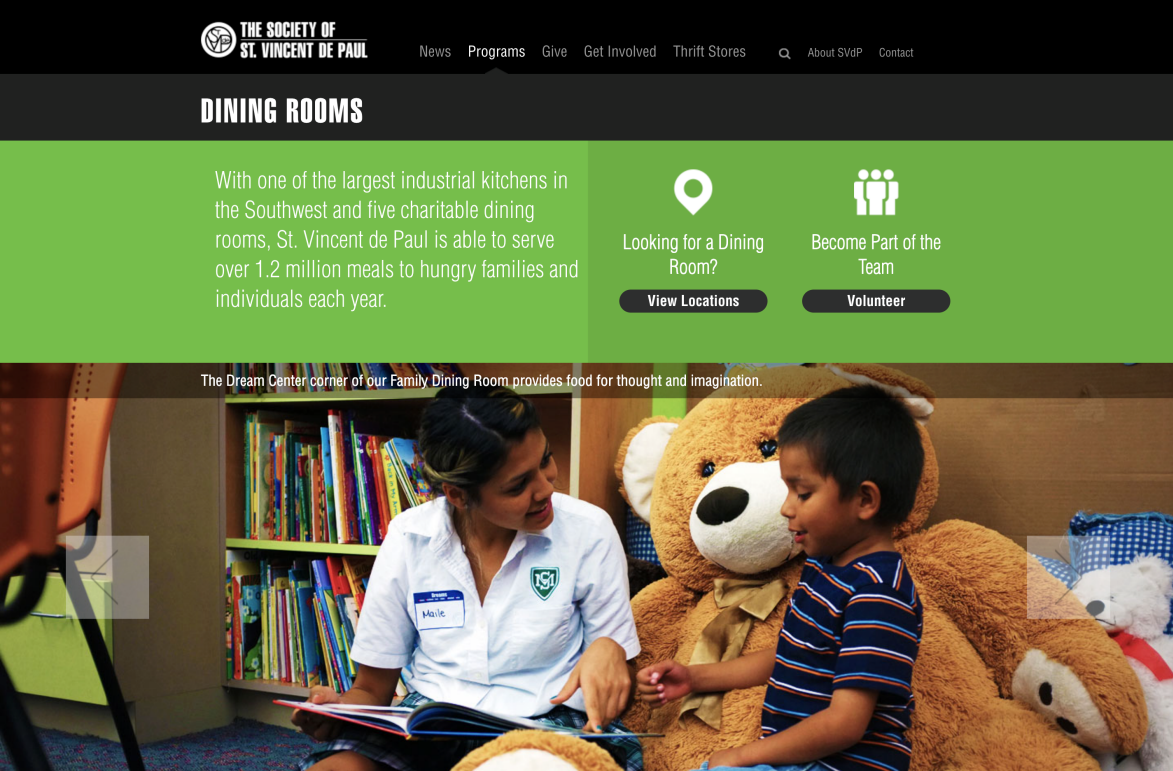 THE SOCIETY OF
ST. VINCENT DE PAUL
News Programs Give Get Involved Thrift Stores About SVdP Contact
DINING ROOMS
With one of the largest industrial kitchens in
the Southwest and five charitable dining
rooms, St. Vincent de Paul is able to serve
over 1.2 million meals to hungry families and
individuals each year.
Looking for a Dining
Room?
View Locations
Become Part of the
Team
Volunteer
The Dream Center corner of our Family Dining Room provides food for thought and imagination.
Maile